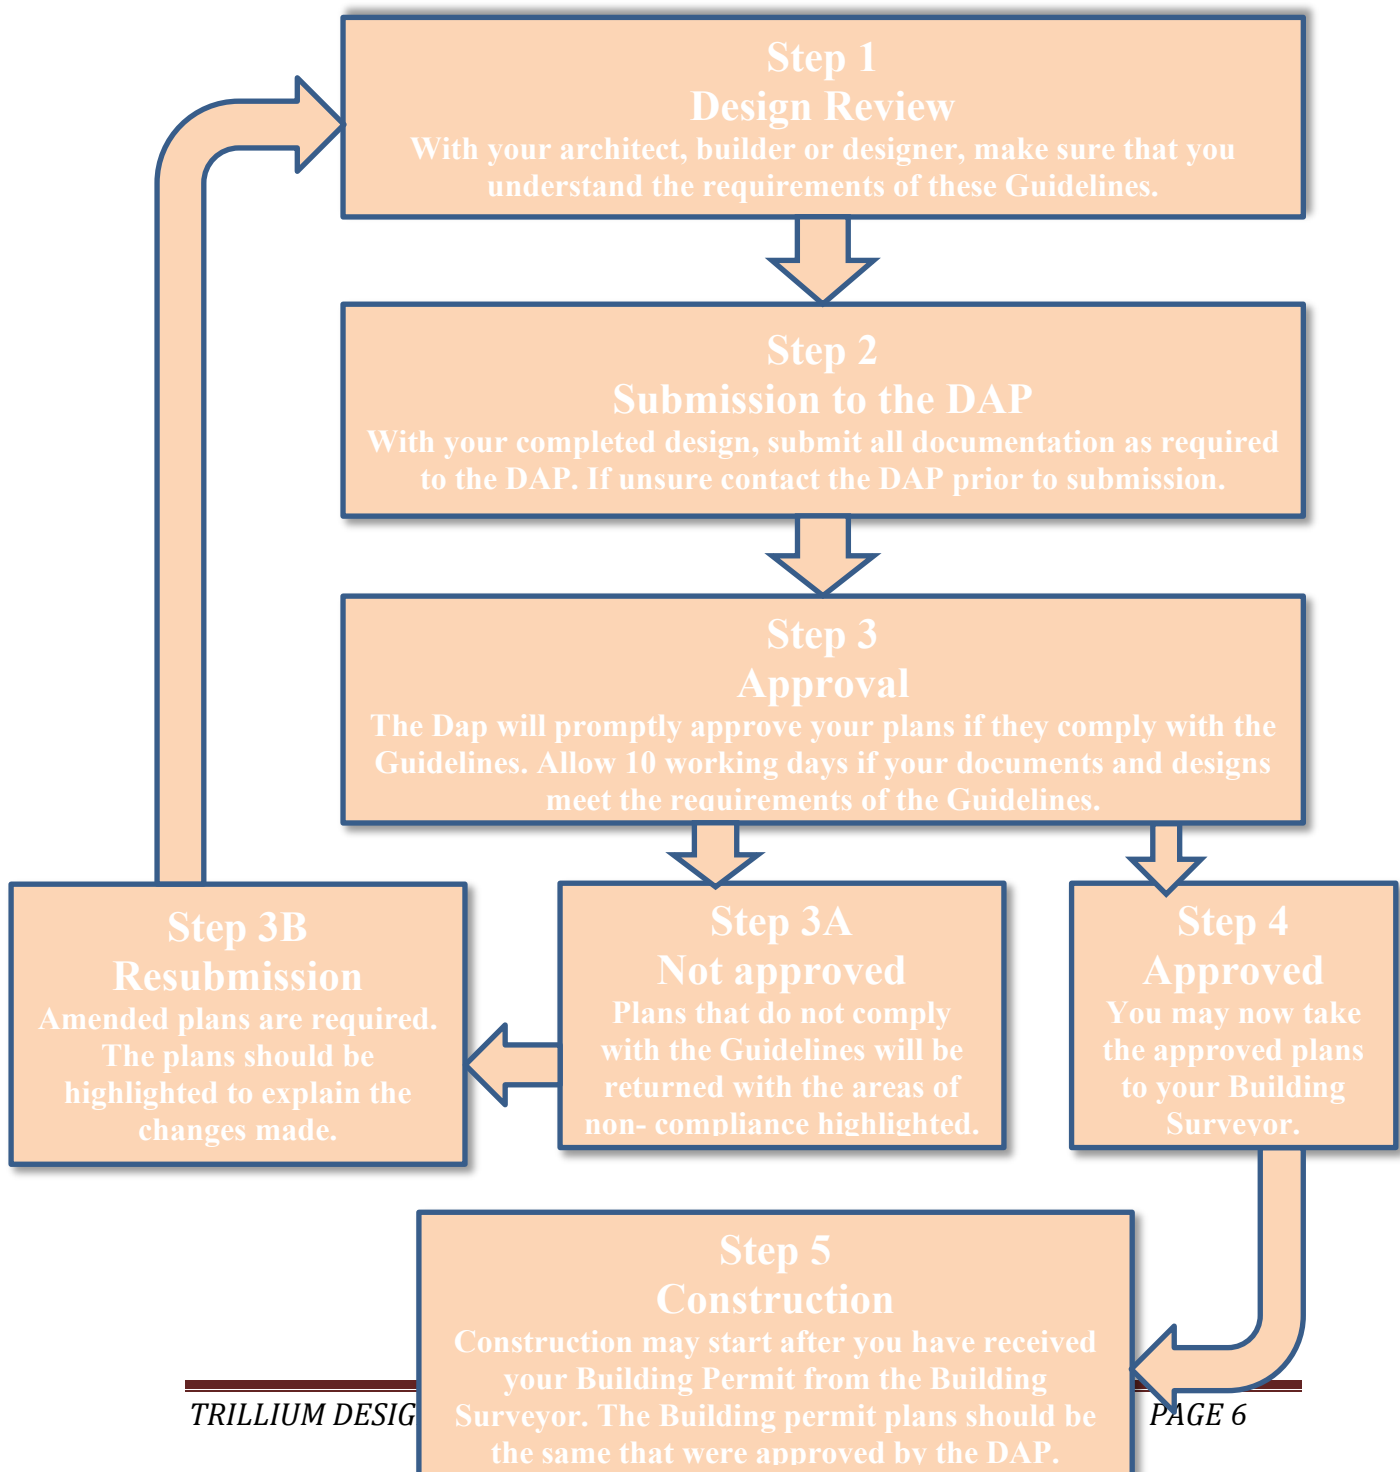 Step 1
Design Review
With your architect, builder or designer, make sure that you
understand the requirements of these Guidelines.
Step 2
Submission to the DAP
With your completed design, submit all documentation as required
to the DAP. If unsure contact the DAP prior to submission.
Step 3
Approval
The Dap will promptly approve your plans if they comply with the
Guidelines. Allow 10 working days if your documents and designs
meet the requirements of the Guidelines.
Step 3B
Resubmission
Amended plans are required.
The plans should be
highlighted to explain the
changes made.
Step 3A
Not approved
Plans that do not comply
with the Guidelines will be
returned with the areas of
non- compliance highlighted.
Step 4
Approved
You may now take
the approved plans
to your Building
Surveyor.
Step 5
Construction
Construction may start after you have received
your Building Permit from the Building
Surveyor. The Building permit plans should be
the same that were approved by the DAP.
TRILLIUM DESIG
PAGE 6